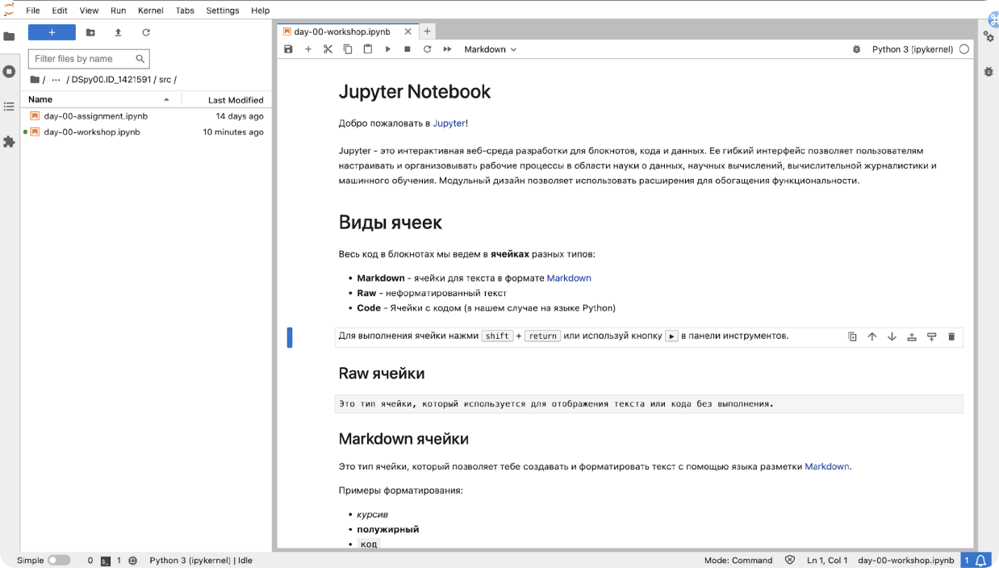 File Edit View Run Kernel Tabs Settings Help
+
Filter files by name
/ ··· / DSpy00.ID_1421591 / src /
Name Last Modified
day-00-assignment.ipynb 14 days ago
day-00-workshop.ipynb 10 minutes ago
day-00-workshop.ipynb × +
Markdown Python 3 (ipykernel)
Jupyter Notebook
Добро пожаловать в Jupyter!
Jupyter - это интерактивная веб-среда разработки для блокнотов, кода и данных. Ее гибкий интерфейс позволяет пользователям
настраивать и организовывать рабочие процессы в области науки о данных, научных вычислений, вычислительной журналистики и
машинного обучения. Модульный дизайн позволяет использовать расширения для обогащения функциональности.
Виды ячеек
Весь код в блокнотах мы ведем в ячейках разных типов:
• Markdown - ячейки для текста в формате Markdown
• Raw - неформатированный текст
• Code - Ячейки с кодом (в нашем случае на языке Python)
Для выполнения ячейки нажми shift + return или используй кнопку ▶ в панели инструментов.
Raw ячейки
Это тип ячейки, который используется для отображения текста или кода без выполнения.
Markdown ячейки
Это тип ячейки, который позволяет тебе создавать и форматировать текст с помощью языка разметки Markdown.
Примеры форматирования:
• курсив
• полужирный
• код
Simple 0 $_ 1 Python 3 (ipykernel) | Idle Mode: Command Ln 1, Col 1 day-00-workshop.ipynb 1